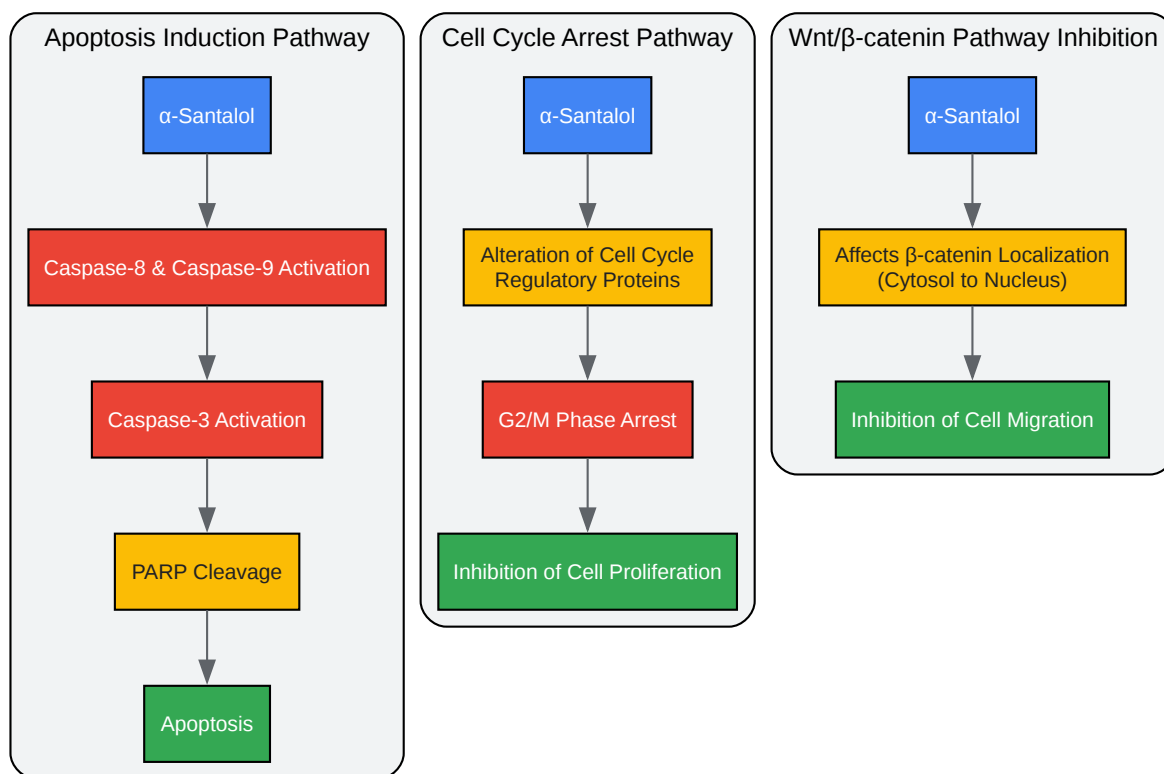 Apoptosis Induction Pathway
α-Santalol
Caspase-8 & Caspase-9 Activation
Caspase-3 Activation
PARP Cleavage
Apoptosis
Cell Cycle Arrest Pathway
α-Santalol
Alteration of Cell Cycle
Regulatory Proteins
G2/M Phase Arrest
Inhibition of Cell Proliferation
Wnt/β-catenin Pathway Inhibition
α-Santalol
Affects β-catenin Localization
(Cytosol to Nucleus)
Inhibition of Cell Migration